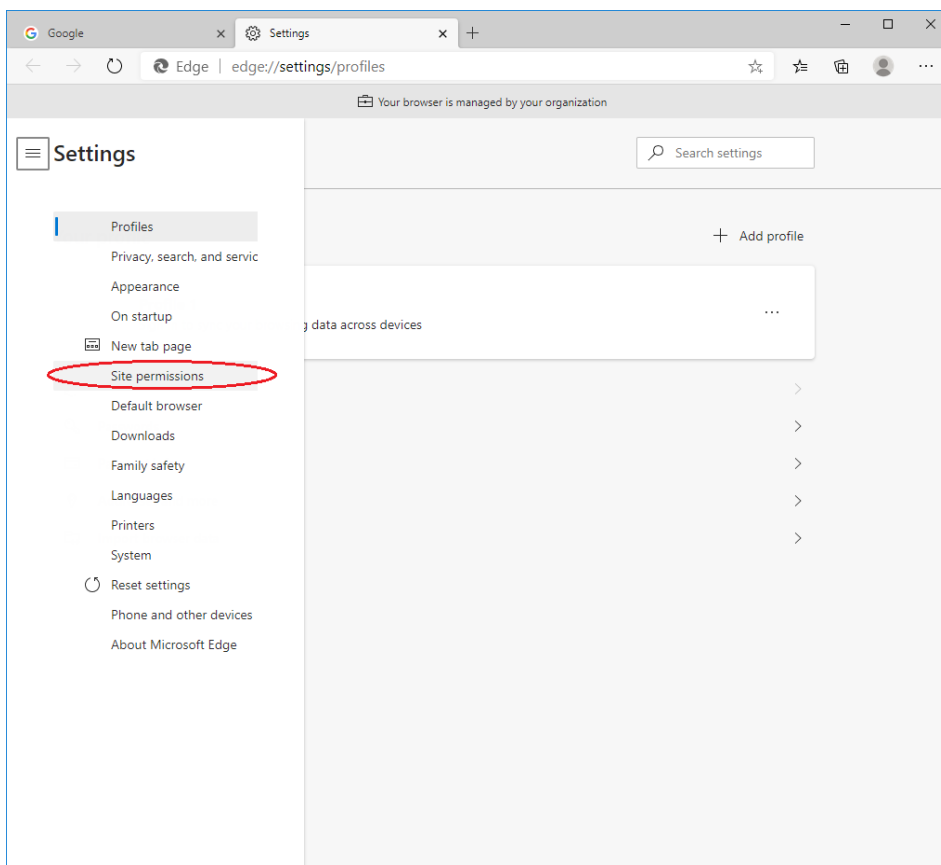 Google
Settings
Edge | edge://settings/profiles
Your browser is managed by your organization
Settings
Search settings
Profiles
Add profile
Privacy, search, and servic
Appearance
On startup
g data across devices
New tab page
Site permissions
Default browser
Downloads
Family safety
Languages
Printers
System
Reset settings
Phone and other devices
About Microsoft Edge